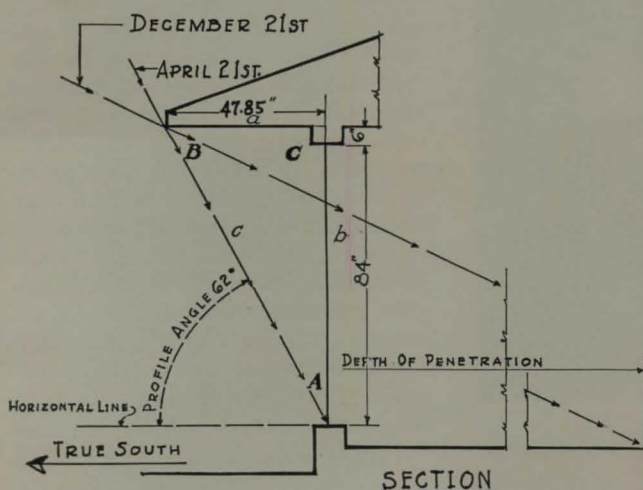 DECEMBER 21ST
APRIL 21ST.
47.85"
a
6"
B
C
b
c
84"
PROFILE ANGLE 62°
A
DEPTH OF PENETRATION
HORIZONTAL LINE
TRUE SOUTH
SECTION